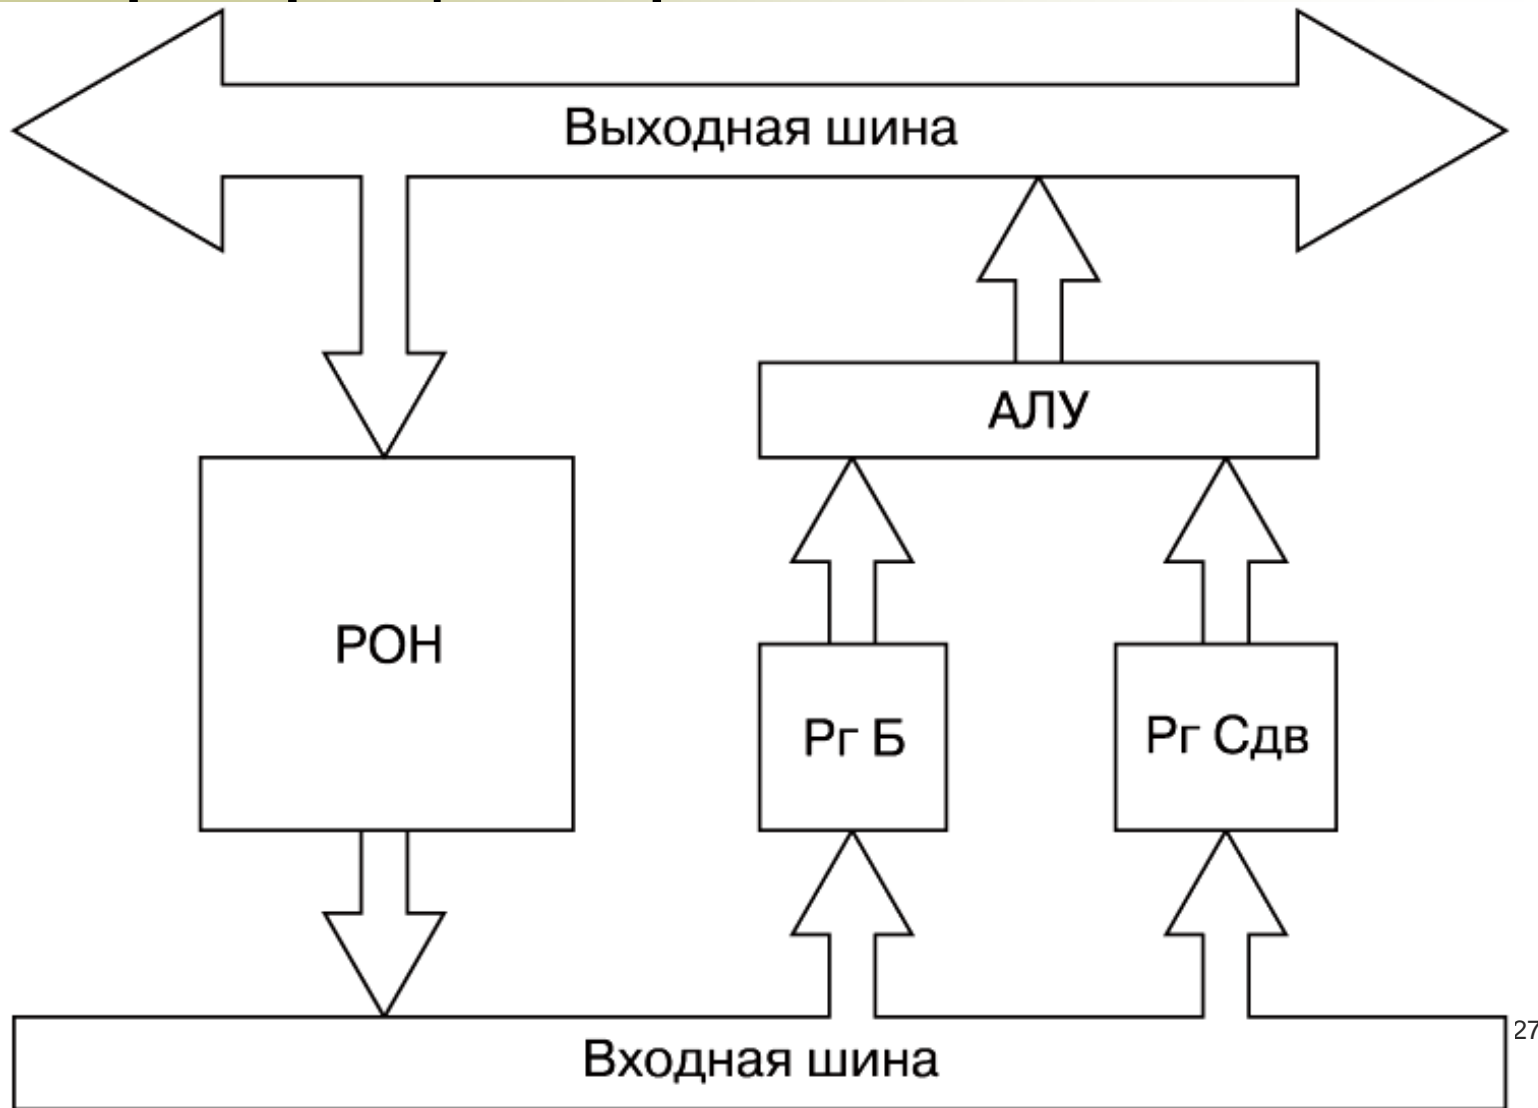 Выходная шина
АЛУ
РОН
Рг Б
Рг Сдв
Входная шина
27